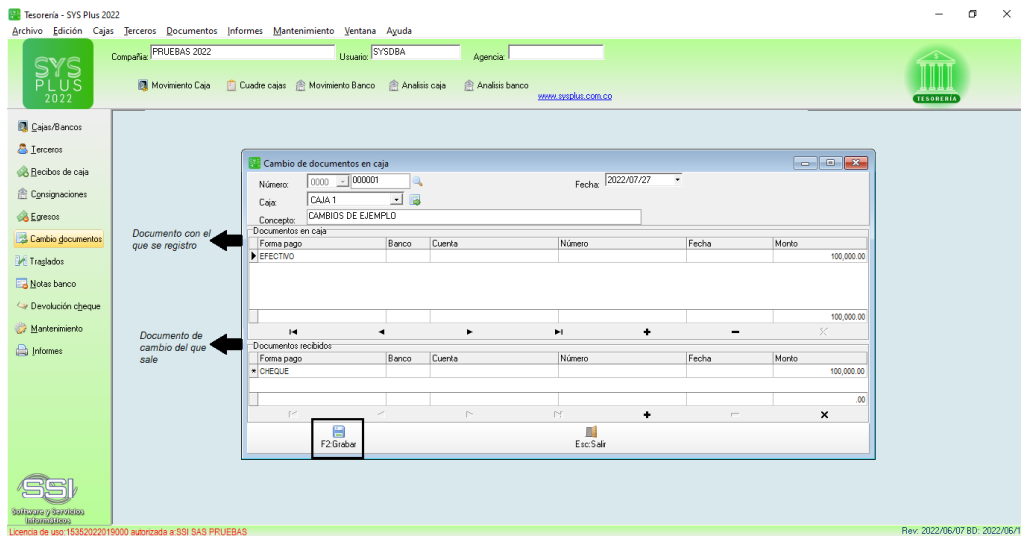 Tesorería - SYS Plus 2022
Archivo Edición Cajas Terceros Documentos Informes Mantenimiento Ventana Ayuda
SYS
PLUS
2022
Compañia: PRUEBAS 2022 Usuario: SYSDBA Agencia:
Movimiento Caja Cuadre cajas Movimiento Banco Analisis caja Analisis banco
www.sysplus.com.co
TESORERÍA
Cajas/Bancos
Terceros
Recibos de caja
Consignaciones
Egresos
Cambio documentos
Traslados
Notas banco
Devolución cheque
Mantenimiento
Informes
Documento con el
que se registro
Documento de
cambio del que
sale
Cambio de documentos en caja
Número: 0000 - 000001 Fecha: 2022/07/27
Caja: CAJA 1
Concepto: CAMBIOS DE EJEMPLO
Documentos en caja
Forma pago Banco Cuenta Número Fecha Monto
EFECTIVO 100,000.00
100,000.00
Documentos recibidos
Forma pago Banco Cuenta Número Fecha Monto
* CHEQUE 100,000.00
.00
F2:Grabar Esc:Salir
SSI
Software y Servicios
Informáticos
Licencia de uso:15352022019000 autorizada a:SSI SAS PRUEBAS
Rev: 2022/06/07 BD: 2022/06/1